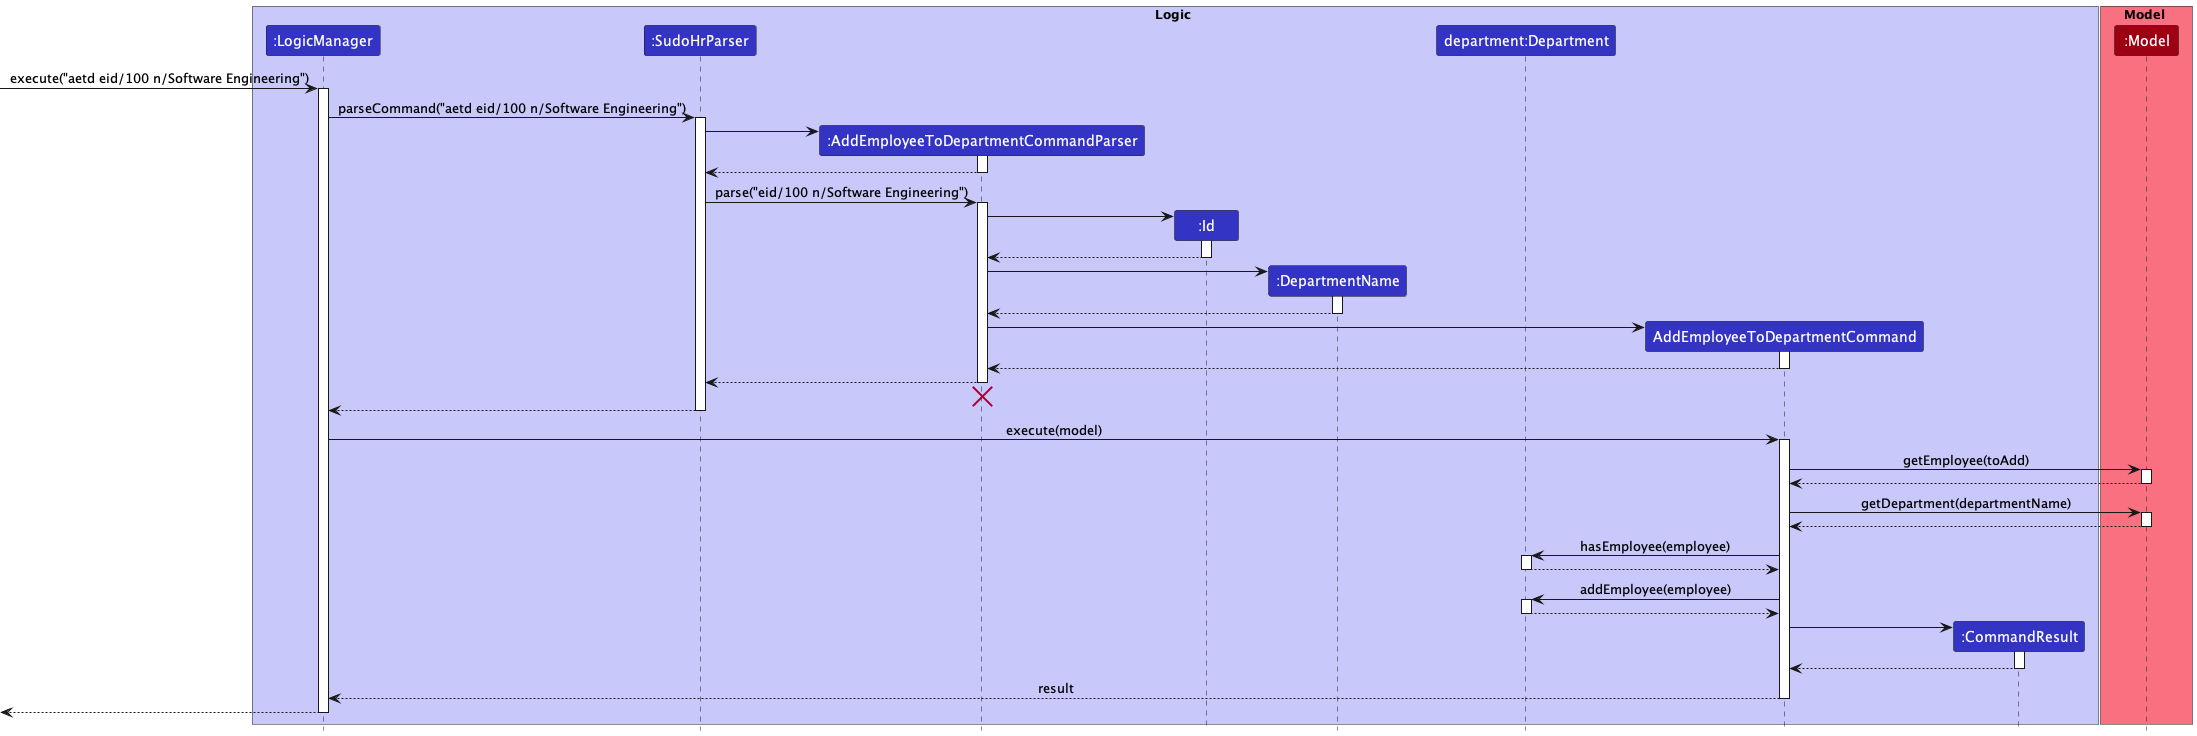 Logic
Model
:LogicManager
:SudoHrParser
department:Department
:Model
execute("aetd eid/100 n/Software Engineering")
parseCommand("aetd eid/100 n/Software Engineering")
:AddEmployeeToDepartmentCommandParser
parse("eid/100 n/Software Engineering")
:Id
:DepartmentName
AddEmployeeToDepartmentCommand
execute(model)
getEmployee(toAdd)
getDepartment(departmentName)
hasEmployee(employee)
addEmployee(employee)
:CommandResult
result